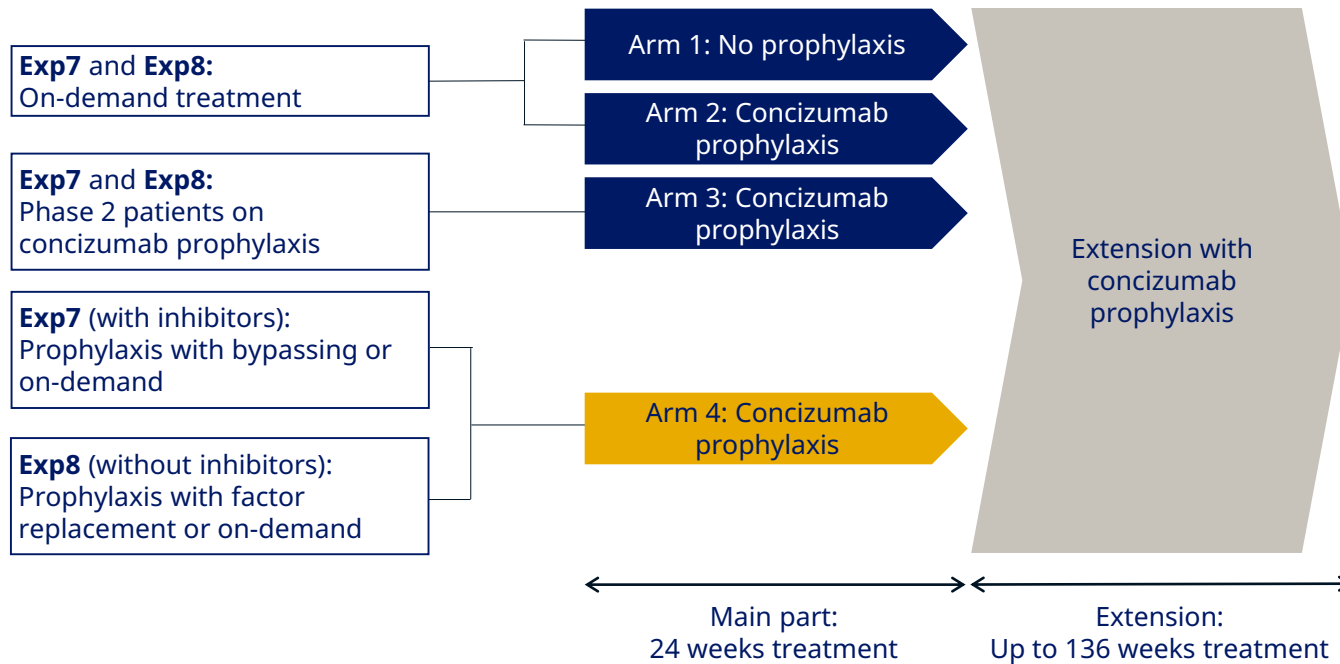 Exp7 and Exp8:
On-demand treatment
Exp7 and Exp8:
Phase 2 patients on
concizumab prophylaxis
Exp7 (with inhibitors):
Prophylaxis with bypassing or
on-demand
Exp8 (without inhibitors):
Prophylaxis with factor
replacement or on-demand
Arm 1: No prophylaxis
Arm 2: Concizumab
prophylaxis
Arm 3: Concizumab
prophylaxis
Arm 4: Concizumab
prophylaxis
Extension with
concizumab
prophylaxis
Main part:
24 weeks treatment
Extension:
Up to 136 weeks treatment